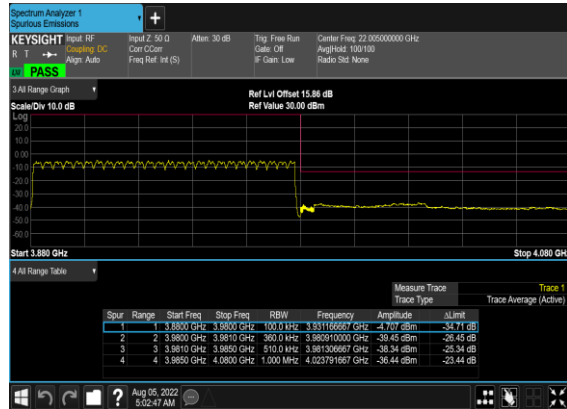 Spectrum Analyzer 1
Spurious Emissions
+
KEYSIGHT Input: RF Input Z: 50 Ω Atten: 30 dB Trig: Free Run Center Freq: 22.005000000 GHz
R T Coupling: DC Corr CCorr Gate: Off Avg|Hold: 100/100
Align: Auto Freq Ref: Int (S) IF Gain: Low Radio Std: None
PASS
3 All Range Graph
Ref Lvl Offset 15.86 dB
Scale/Div 10.0 dB Ref Value 30.00 dBm
Log
20.0
10.0
0.00
-10.0
-20.0
-30.0
-40.0
-50.0
-60.0
Start 3.880 GHz Stop 4.080 GHz
4 All Range Table
Measure Trace Trace 1
Trace Type Trace Average (Active)
Spur Range Start Freq Stop Freq RBW Frequency Amplitude ΔLimit
1 1 3.8800 GHz 3.9800 GHz 100.0 kHz 3.931166667 GHz -4.707 dBm -34.71 dB
2 2 3.9800 GHz 3.9810 GHz 360.0 kHz 3.980910000 GHz -39.45 dBm -26.45 dB
3 3 3.9810 GHz 3.9850 GHz 510.0 kHz 3.981306667 GHz -38.34 dBm -25.34 dB
4 4 3.9850 GHz 4.0800 GHz 1.000 MHz 4.023791667 GHz -36.44 dBm -23.44 dB
? Aug 05, 2022
5:02:47 AM